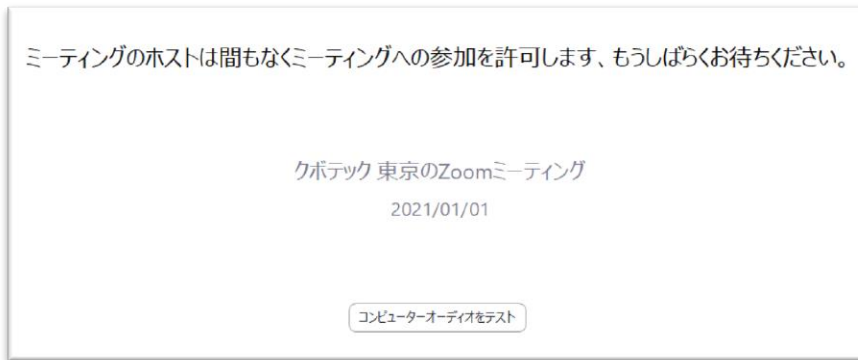 ミーティングのホストは間もなくミーティングへの参加を許可します、もうしばらくお待ちください。
クボテック 東京のZoomミーティング
2021/01/01
コンピューターオーディオをテスト